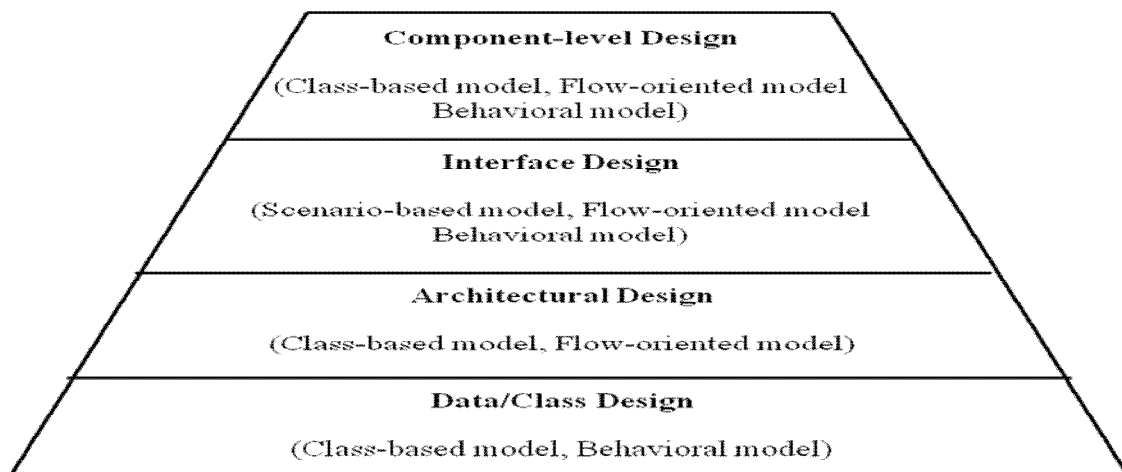 Component-level Design
(Class-based model, Flow-oriented model
Behavioral model)
Interface Design
(Scenario-based model, Flow-oriented model
Behavioral model)
Architectural Design
(Class-based model, Flow-oriented model)
Data/Class Design
(Class-based model, Behavioral model)